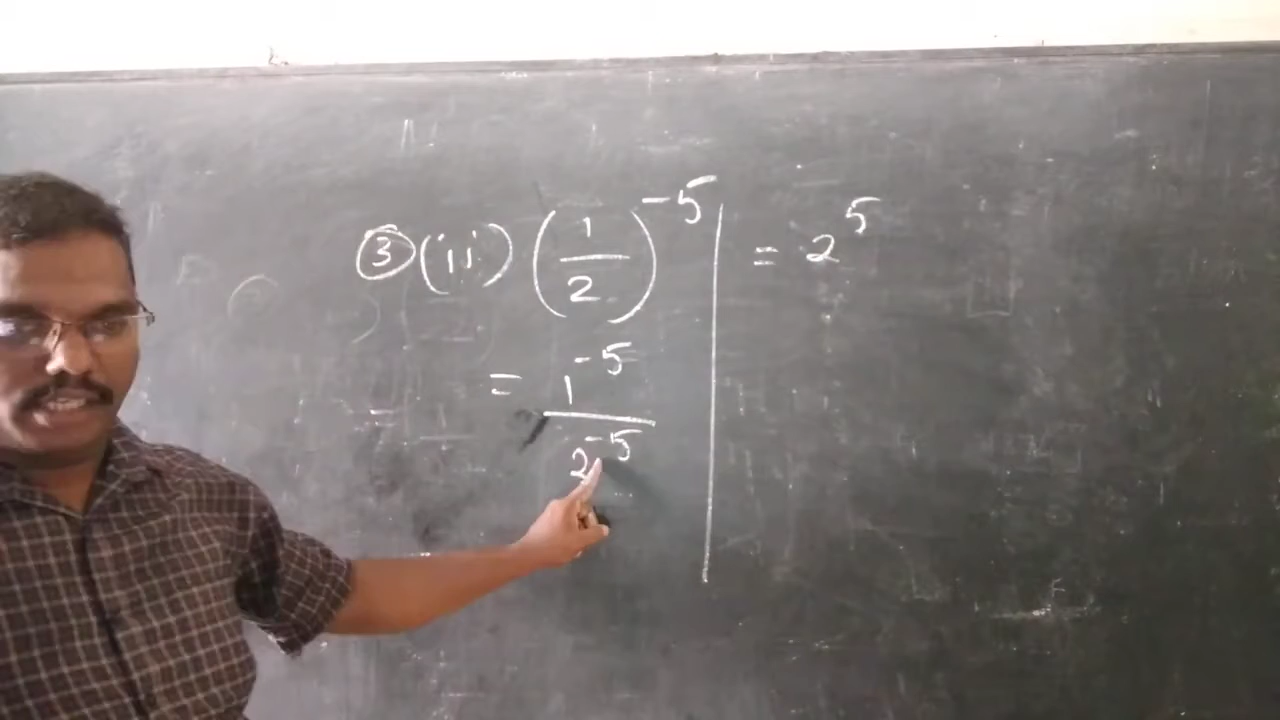 ③ (ii) (1/2)^-5
= 1^-5/2^-5
= 2^5